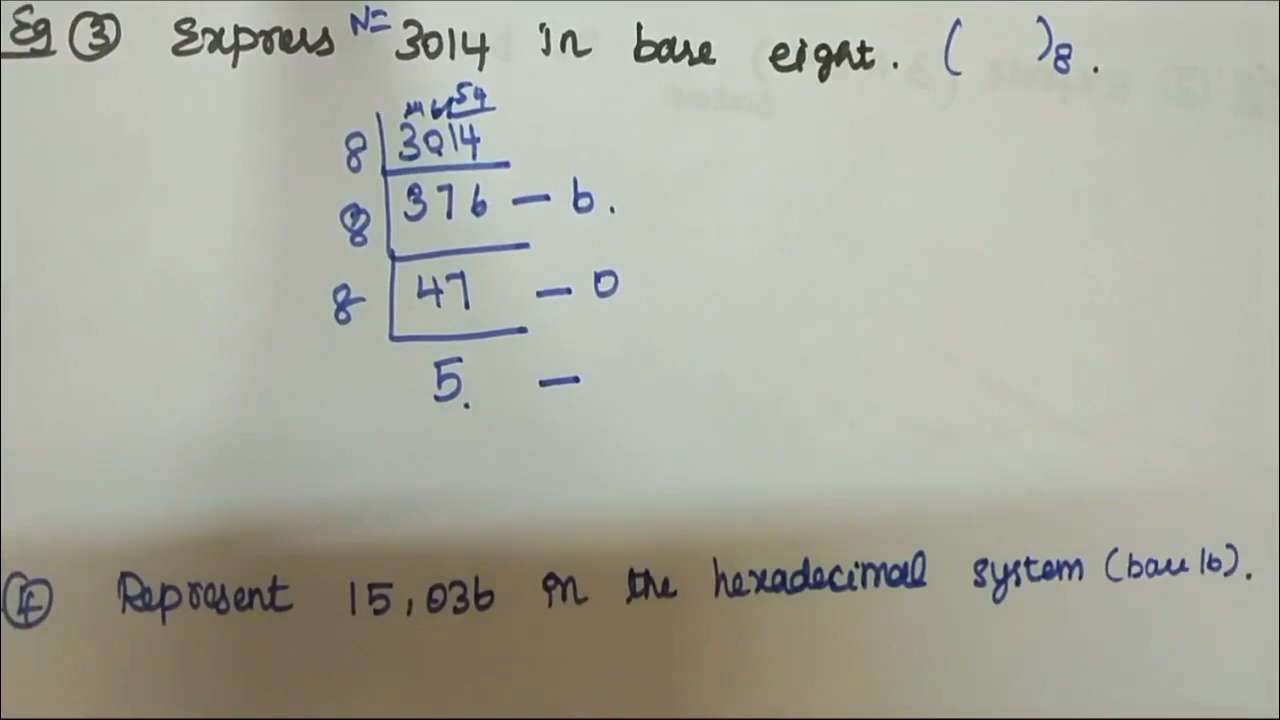 Eg ③ Express N= 3014 in base eight. ( )8.
54
8 3014
8 376 – 6.
8 47 – 0
5. –
④ Represent 15,036 in the hexadecimal system (base 16).